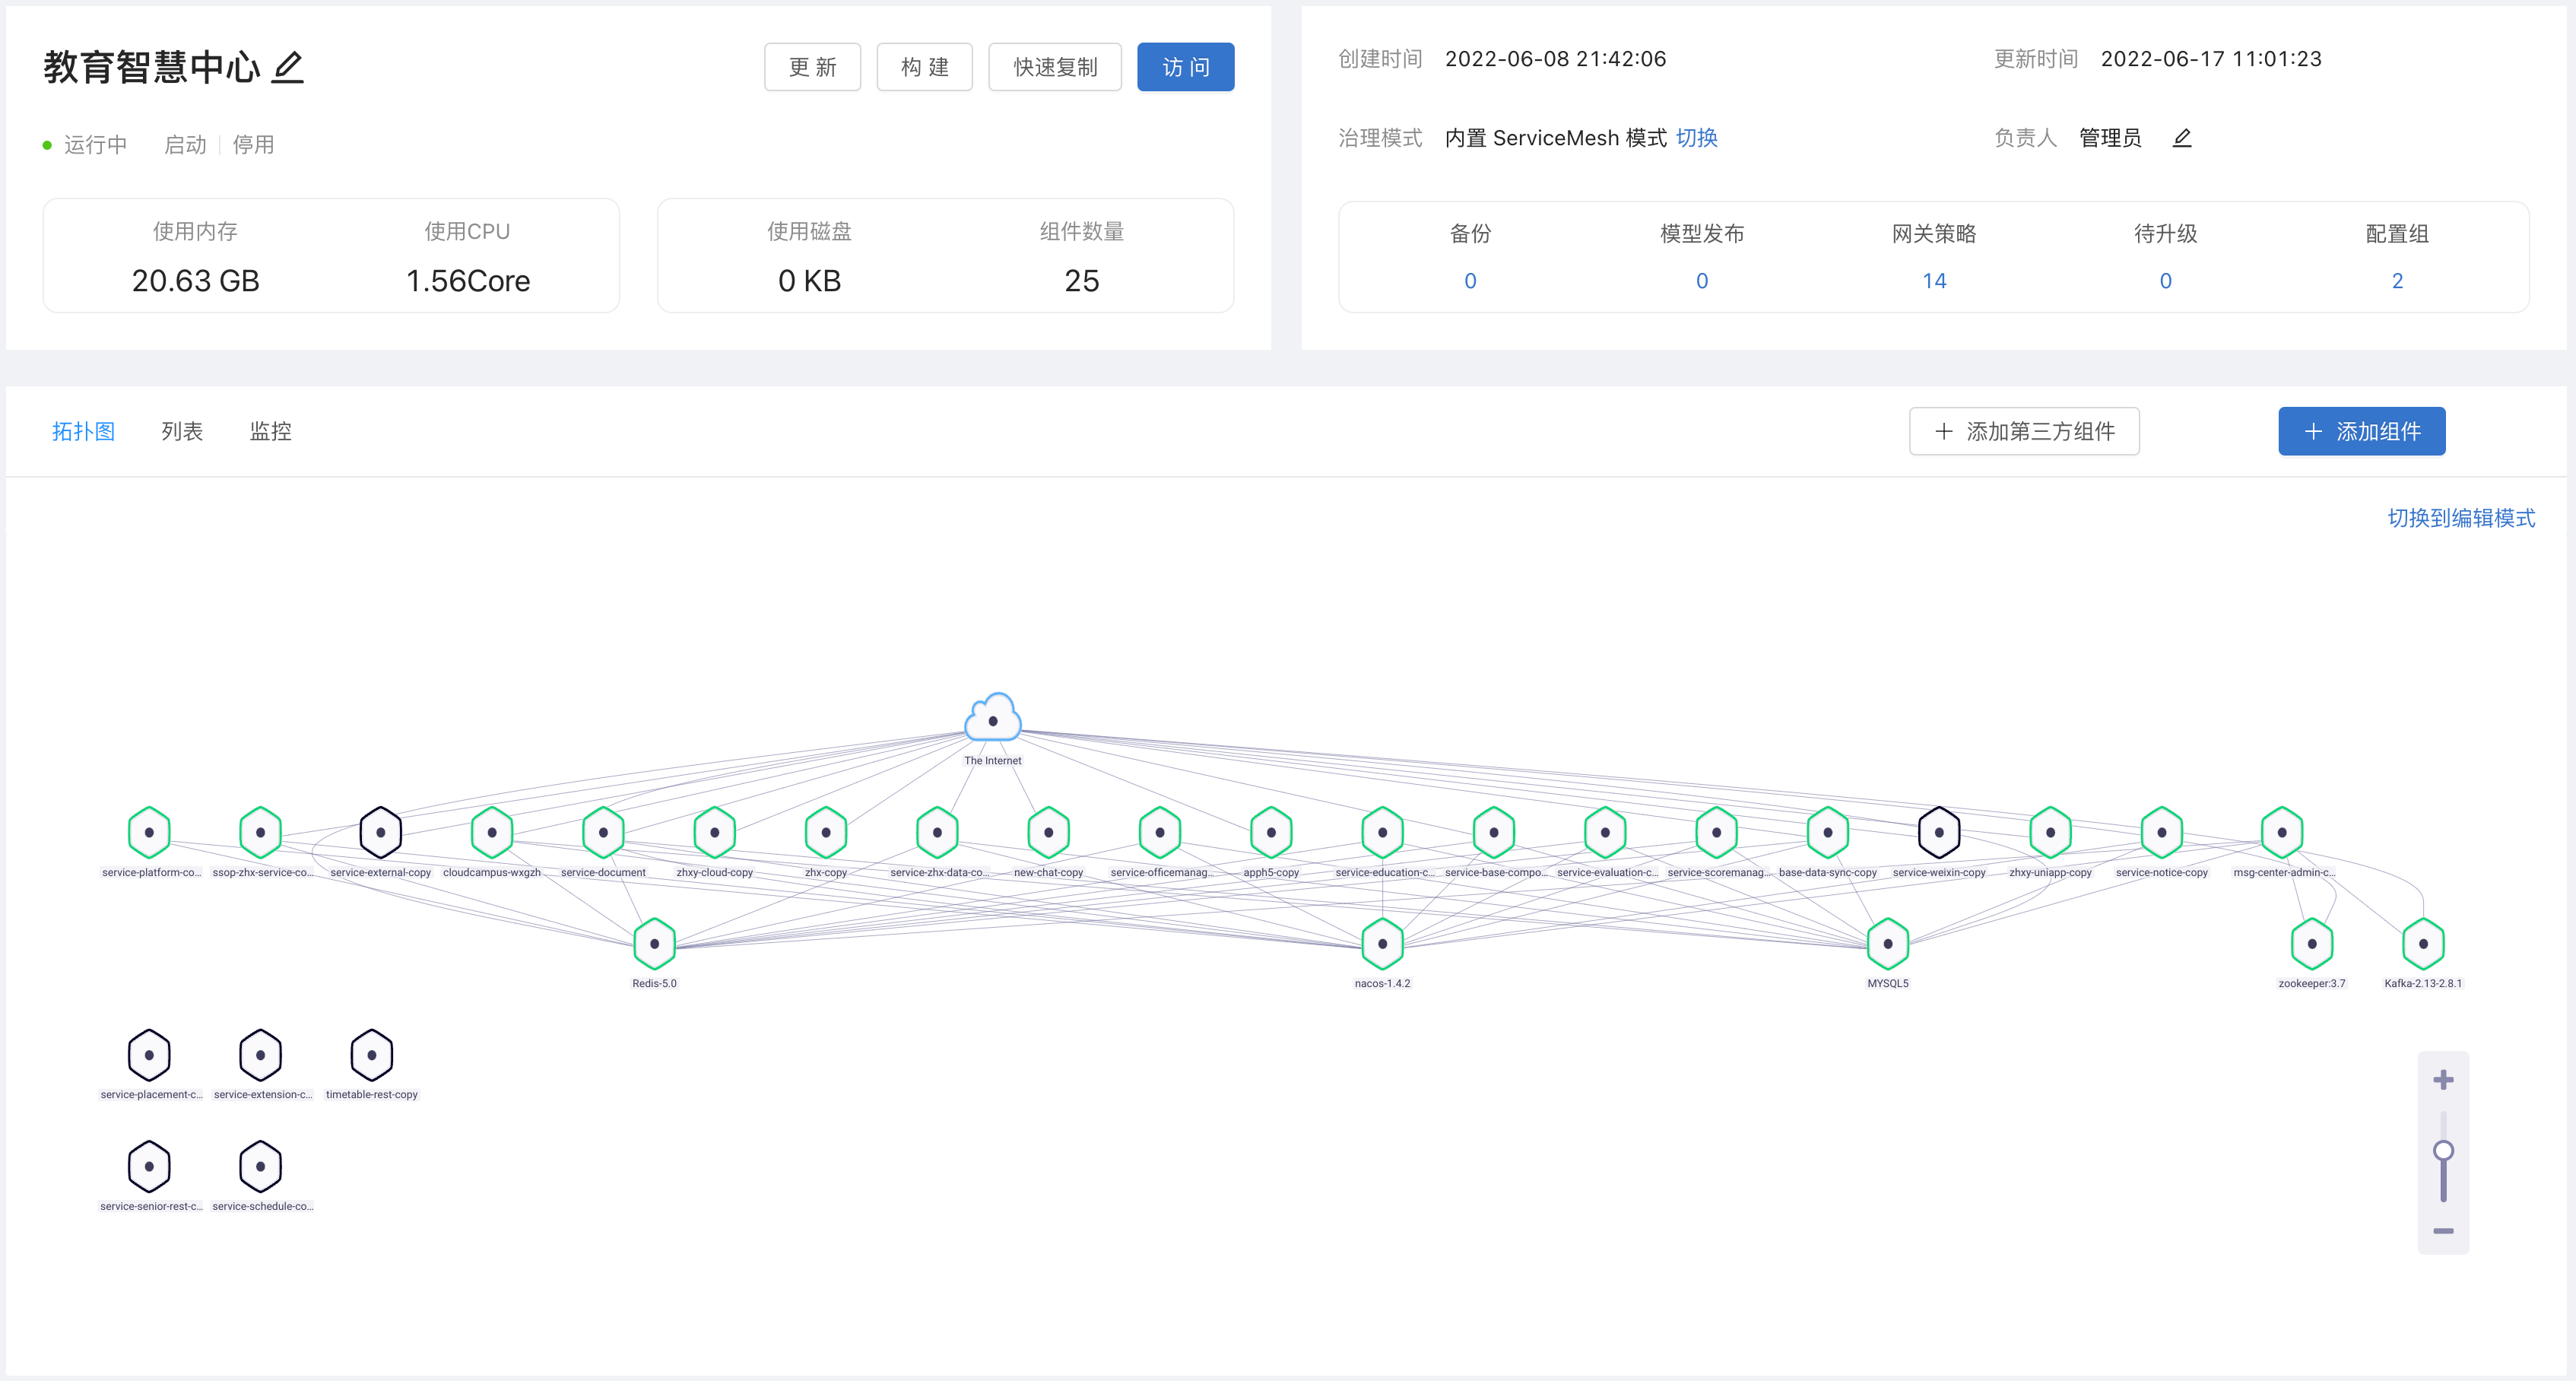 教育智慧中心
更 新
构 建
快速复制
访 问
运行中
启动
停用
使用内存
使用CPU
20.63 GB
1.56Core
使用磁盘
组件数量
0 KB
25
创建时间 2022-06-08 21:42:06
更新时间 2022-06-17 11:01:23
治理模式 内置 ServiceMesh 模式 切换
负责人 管理员
备份
模型发布
网关策略
待升级
配置组
0
0
14
0
2
拓扑图
列表
监控
添加第三方组件
添加组件
切换到编辑模式
The Internet
service-platform-co...
ssop-zhx-service-co...
service-external-copy
cloudcampus-wxgzh
service-document
zhxy-cloud-copy
zhx-copy
service-zhx-data-co...
new-chat-copy
service-officemanag...
apph5-copy
service-education-c...
service-base-compo...
service-evaluation-c...
service-scoremanag...
base-data-sync-copy
service-weixin-copy
zhxy-uniapp-copy
service-notice-copy
msg-center-admin-c...
Redis-5.0
nacos-1.4.2
MYSQL5
zookeeper:3.7
Kafka-2.13-2.8.1
service-placement-c...
service-extension-c...
timetable-rest-copy
service-senior-rest-c...
service-schedule-co...